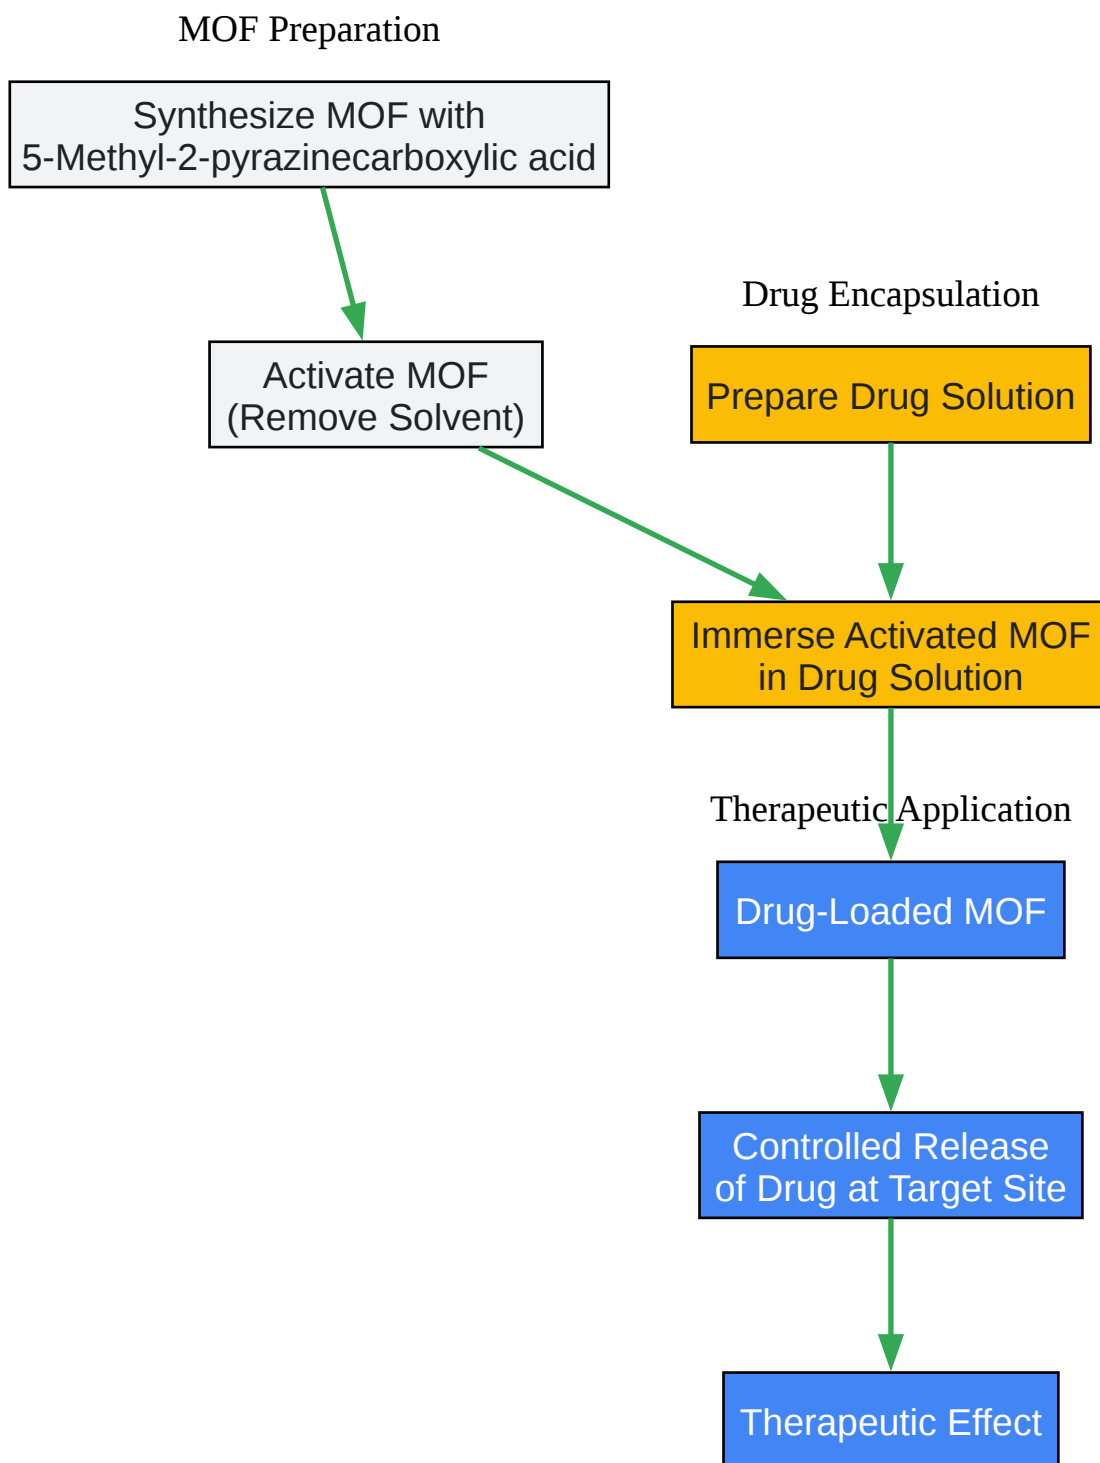 MOF Preparation
Synthesize MOF with
5-Methyl-2-pyrazinecarboxylic acid
Activate MOF
(Remove Solvent)
Drug Encapsulation
Prepare Drug Solution
Immerse Activated MOF
in Drug Solution
Therapeutic Application
Drug-Loaded MOF
Controlled Release
of Drug at Target Site
Therapeutic Effect